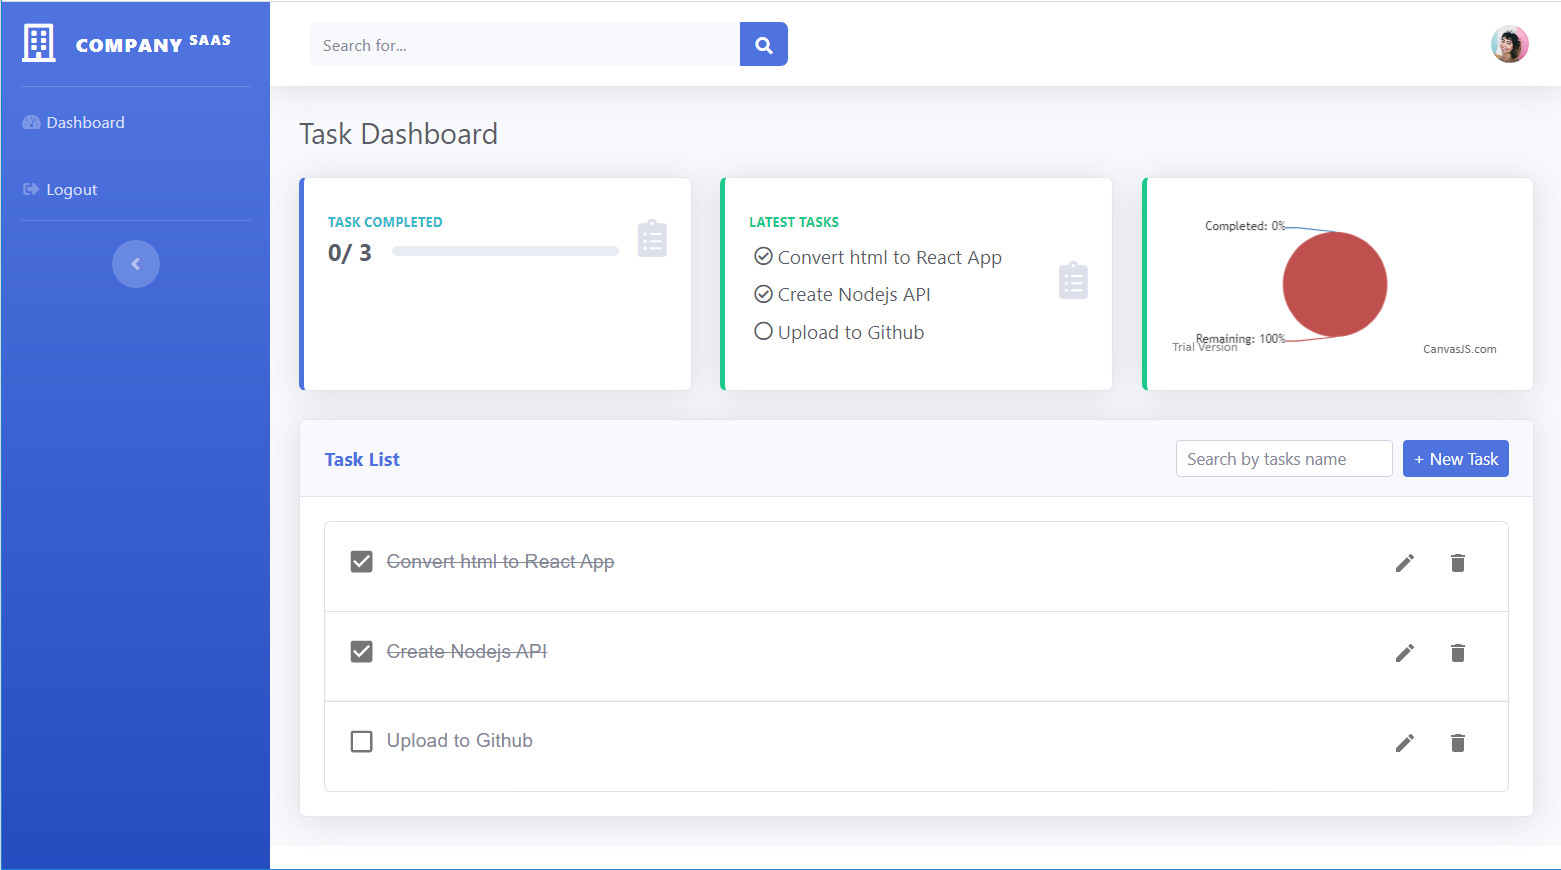 COMPANY SAAS
Search for...
Dashboard
Logout
Task Dashboard
TASK COMPLETED
0/ 3
LATEST TASKS
Convert html to React App
Create Nodejs API
Upload to Github
Completed: 0%
Remaining: 100%
Trial Version
CanvasJS.com
Task List
Search by tasks name
+ New Task
Convert html to React App
Create Nodejs API
Upload to Github